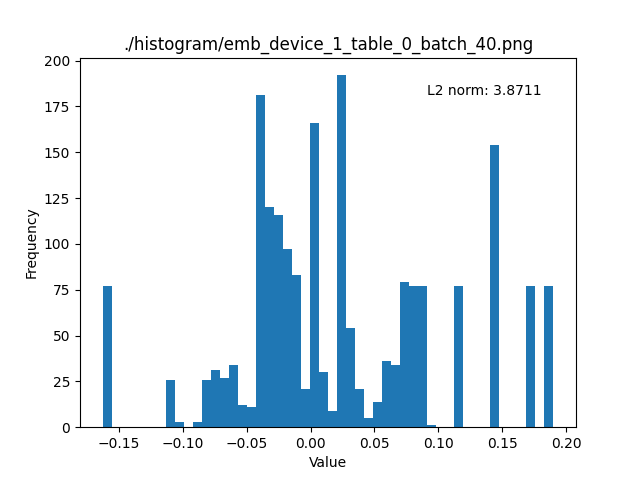 ./histogram/emb_device_1_table_0_batch_40.png
L2 norm: 3.8711
Frequency
200
175
150
125
100
75
50
25
0
−0.15 −0.10 −0.05 0.00 0.05 0.10 0.15 0.20
Value